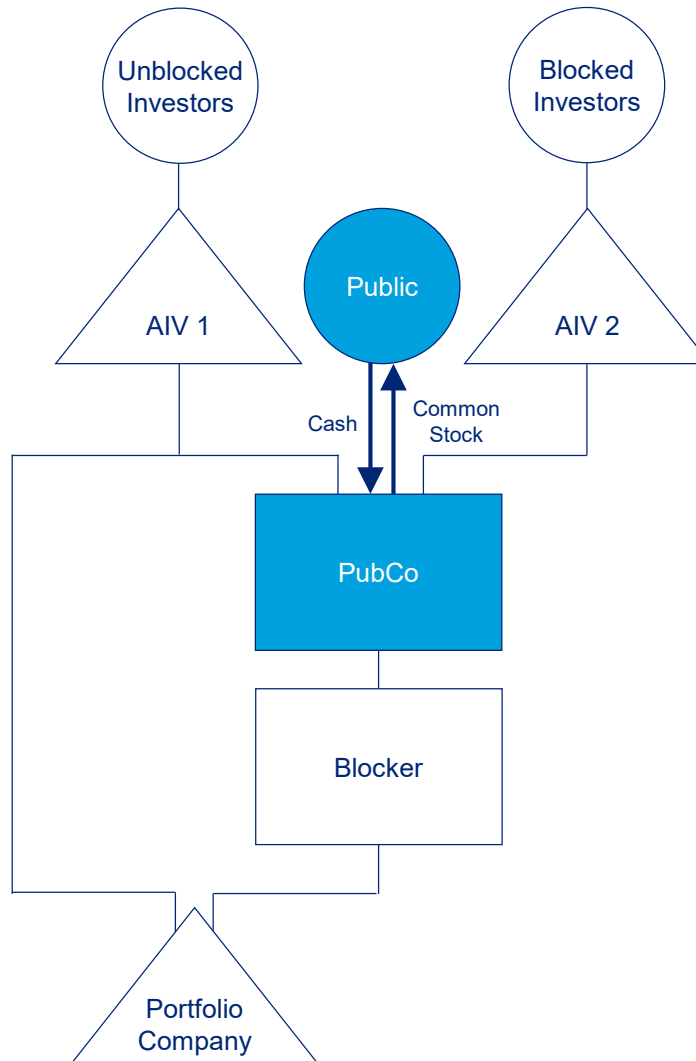 Unblocked
Investors
Blocked
Investors
Public
AIV 1
AIV 2
Cash
Common
Stock
PubCo
Blocker
Portfolio
Company